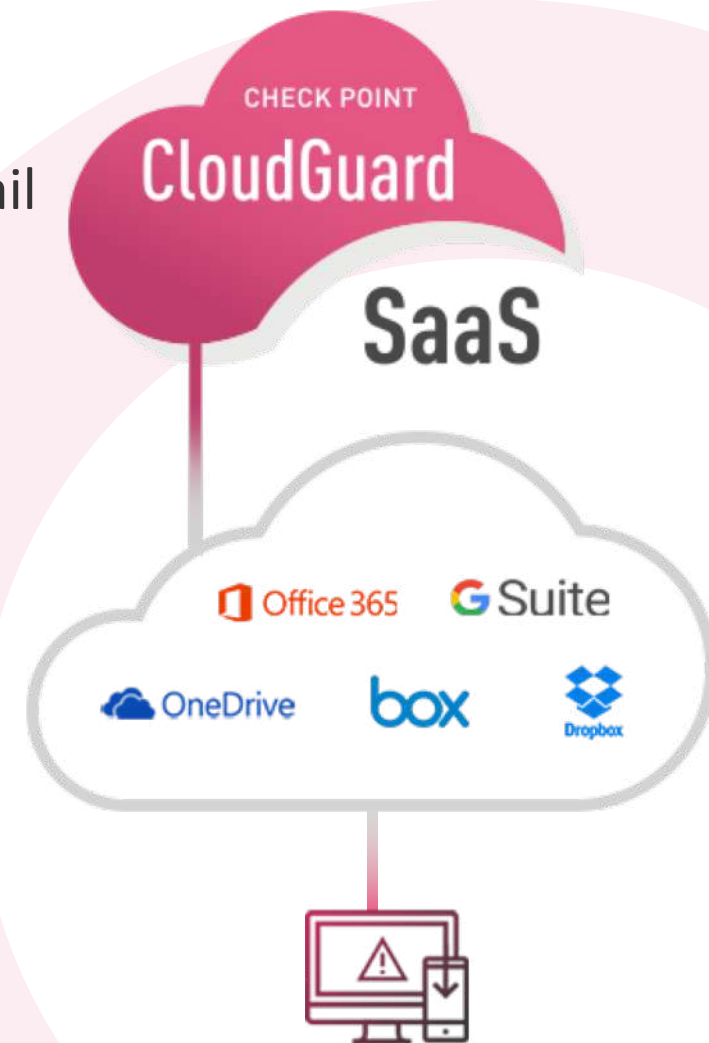 CHECK POINT
CloudGuard
SaaS
Office 365
G Suite
OneDrive
box
Dropbox